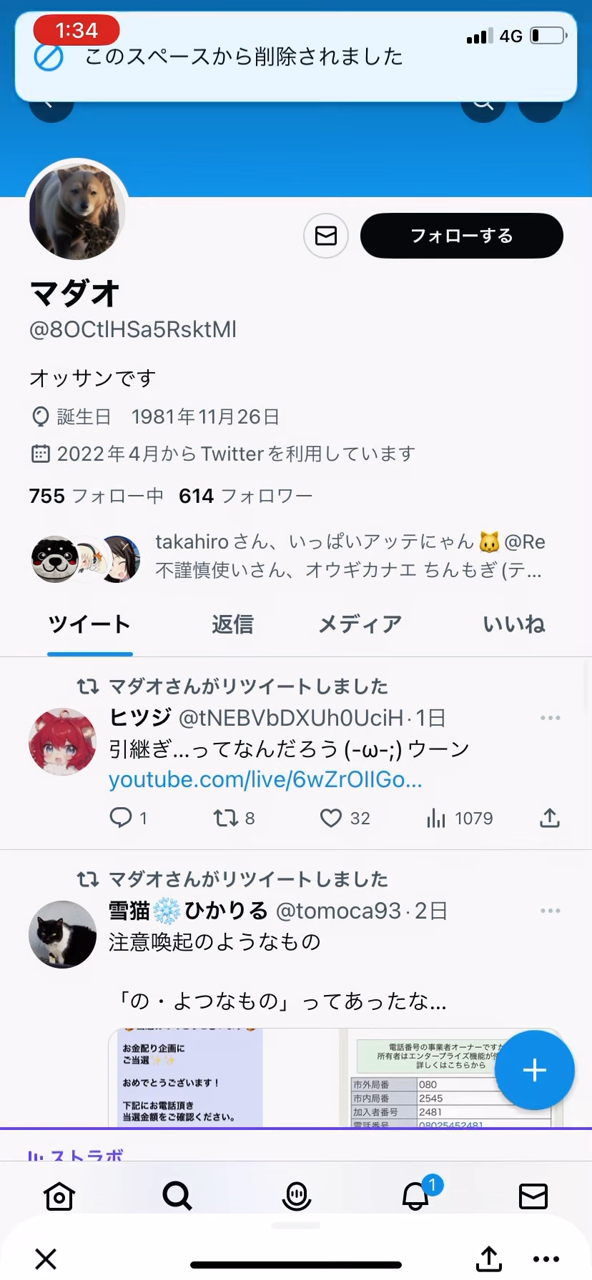 1:34
4G
このスペースから削除されました
フォローする
マダオ
@8OCtlHSa5RsktMl
オッサンです
誕生日 1981年11月26日
2022年4月からTwitterを利用しています
755 フォロー中 614 フォロワー
takahiroさん、いっぱいアッテにゃん🐱@Re
不謹慎使いさん、オウギカナエ ちんもぎ(テ...
ツイート 返信 メディア いいね
マダオさんがリツイートしました
ヒツジ @tNEBVbDXUh0UciH·1日
引継ぎ...ってなんだろう(-ω-;)ウーン
youtube.com/live/6wZrOIIGo...
1 8 32 1079
マダオさんがリツイートしました
雪猫❄️ひかりる @tomoca93·2日
注意喚起のようなもの
「の・よつなもの」ってあったな...
お金配り企画に
ご当選✨✨
おめでとうございます！
下記にお電話頂き
当選金額をご確認ください。
電話番号の事業者オーナーですか
所有者はエンタープライズ機能が
詳しくはこちらから
市外局番 080
市内局番 2545
加入者番号 2481
電話番号 08025452481
ストラボ
1